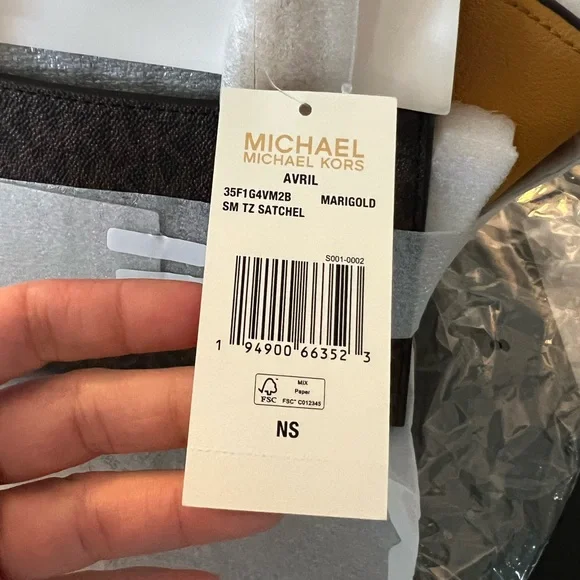 MICHAEL
MICHAEL KORS
AVRIL
35F1G4VM2B MARIGOLD
SM TZ SATCHEL
S001-0002
1 94900 66352 3
FSC
MIX
Paper
FSC™ C012345
NS